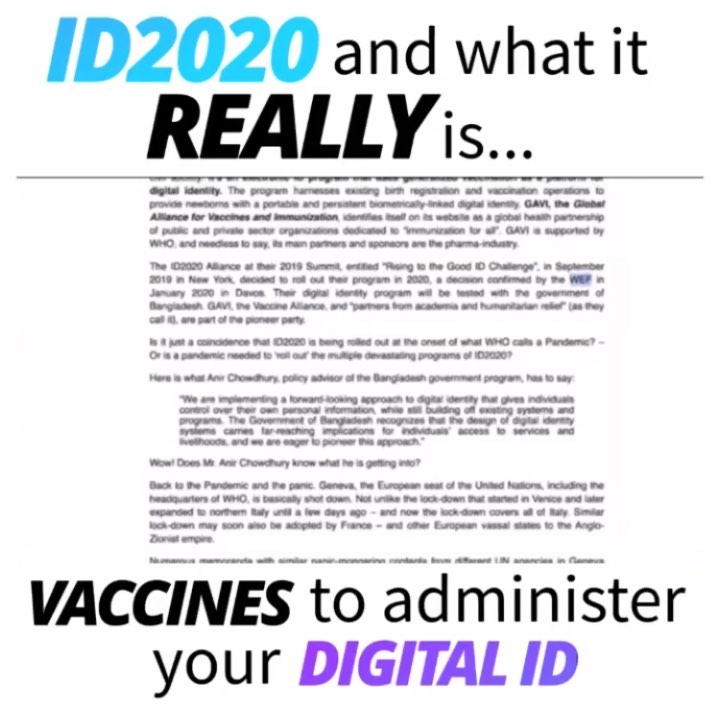 ID2020 and what it
REALLY is...
digital identity. The program harnesses existing birth registration and vaccination operations to
provide newborns with a portable and persistent biometrically-linked digital identity. GAVI, the Global
Alliance for Vaccines and Immunization, identifies itself on its website as a global health partnership
of public and private sector organizations dedicated to "immunization for all". GAVI is supported by
WHO, and needless to say, its main partners and sponsors are the pharma-industry.
The ID2020 Alliance at their 2019 Summit, entitled "Rising to the Good ID Challenge", in September
2019 in New York, decided to roll out their program in 2020, a decision confirmed by the WEF in
January 2020 in Davos. Their digital identity program will be tested with the government of
Bangladesh. GAVI, the Vaccine Alliance, and "partners from academia and humanitarian relief" (as they
call it), are part of the pioneer party.
Is it just a coincidence that ID2020 is being rolled out at the onset of what WHO calls a Pandemic? –
Or is a pandemic needed to 'roll out' the multiple devastating programs of ID2020?
Here is what Anir Chowdhury, policy advisor of the Bangladesh government program, has to say:
"We are implementing a forward-looking approach to digital identity that gives individuals
control over their own personal information, while still building off existing systems and
programs. The Government of Bangladesh recognizes that the design of digital identity
systems carries far-reaching implications for individuals' access to services and
livelihoods, and we are eager to pioneer this approach."
Wow! Does Mr. Anir Chowdhury know what he is getting into?
Back to the Pandemic and the panic. Geneva, the European seat of the United Nations, including the
headquarters of WHO, is basically shot down. Not unlike the lock-down that started in Venice and later
expanded to northern Italy until a few days ago – and now the lock-down covers all of Italy. Similar
lock-down may soon also be adopted by France – and other European vassal states to the Anglo-
Zionist empire.
Numerous memoranda with similar panic-mongering contents from different UN agencies in Geneva
VACCINES to administer
your DIGITAL ID